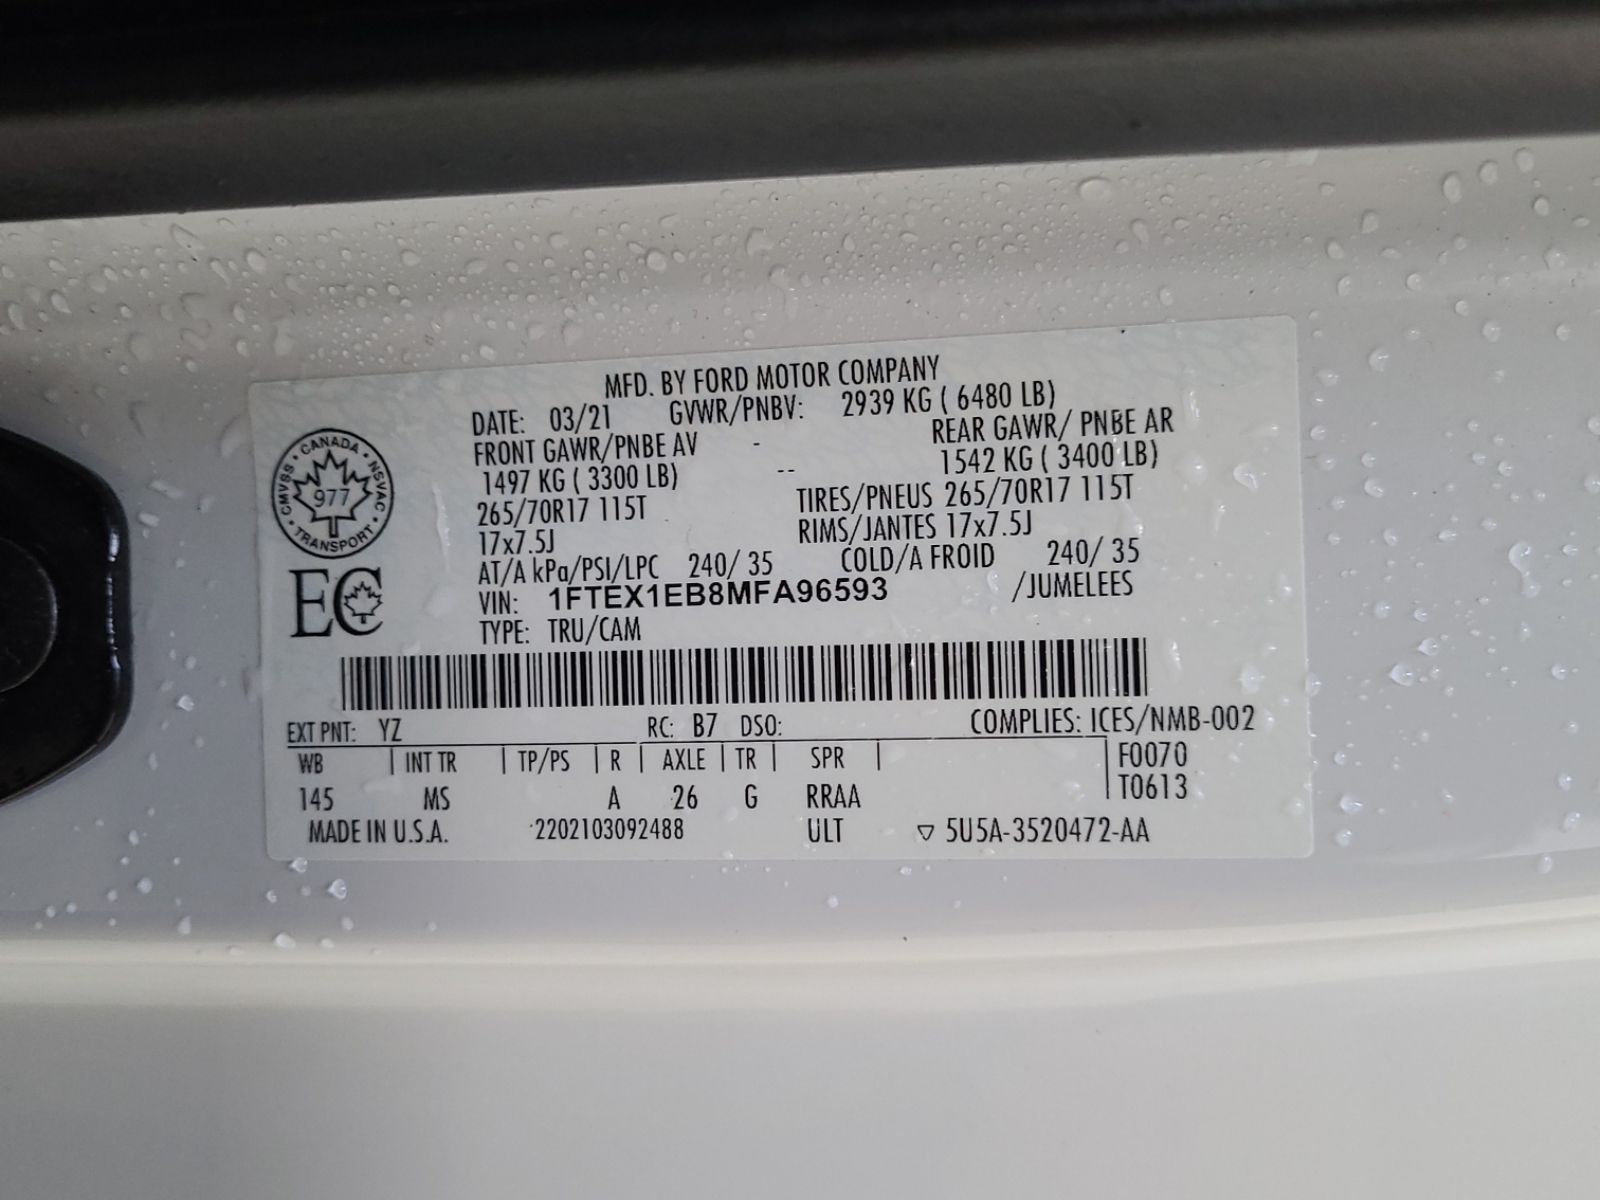 MFD. BY FORD MOTOR COMPANY
DATE: 03/21 GVWR/PNBV: 2939 KG ( 6480 LB)
FRONT GAWR/PNBE AV - REAR GAWR/ PNBE AR
1497 KG ( 3300 LB) -- 1542 KG ( 3400 LB)
265/70R17 115T TIRES/PNEUS 265/70R17 115T
17x7.5J RIMS/JANTES 17x7.5J
AT/A kPa/PSI/LPC 240/ 35 COLD/A FROID 240/ 35
VIN: 1FTEX1EB8MFA96593 /JUMELEES
TYPE: TRU/CAM
CANADA • NSVAC • TRANSPORT • CMVSS •
977
EC
EXT PNT: YZ RC: B7 DSO: COMPLIES: ICES/NMB-002
WB | INT TR | TP/PS | R | AXLE | TR | SPR | F0070
145 MS A 26 G RRAA T0613
MADE IN U.S.A. 2202103092488 ULT ▽ 5U5A-3520472-AA